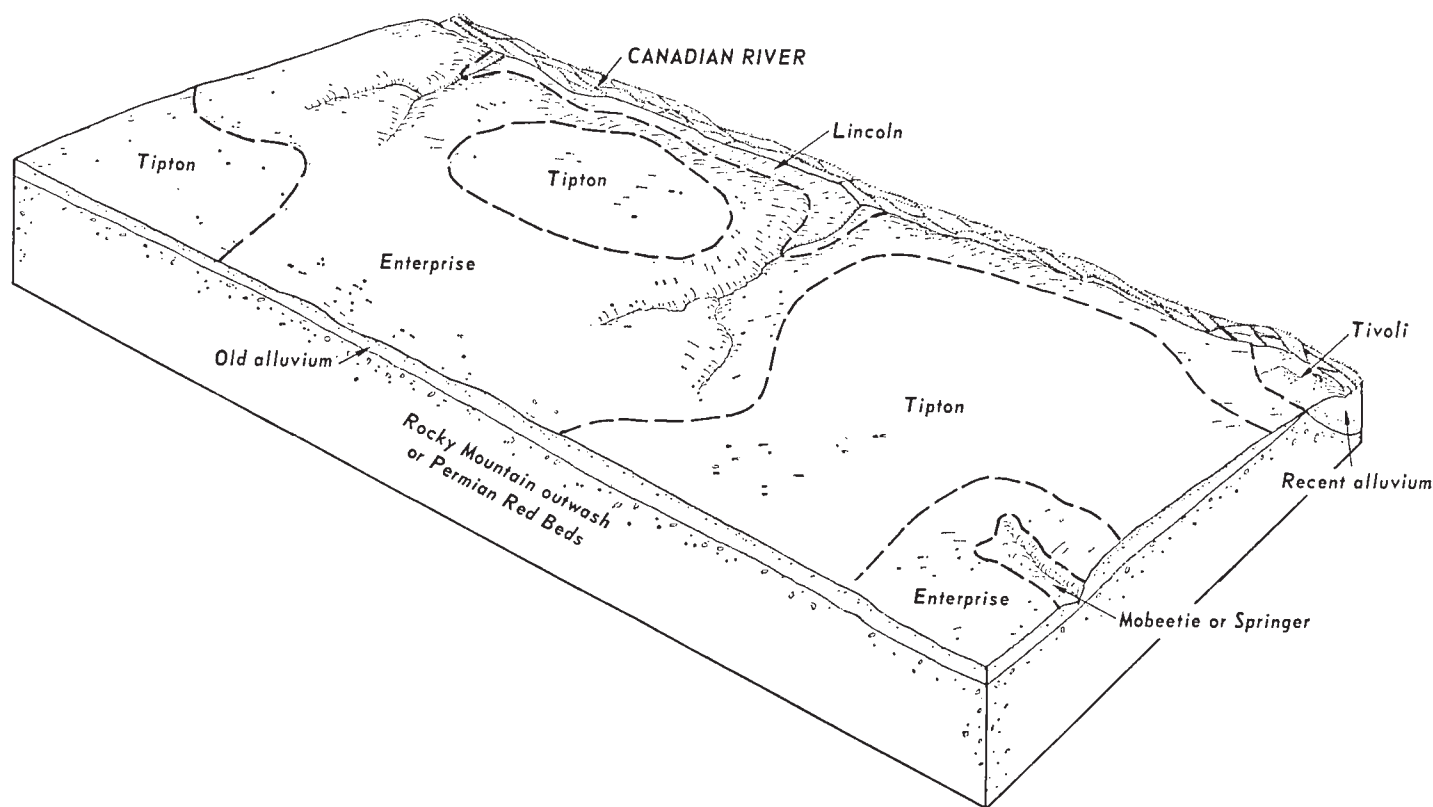 CANADIAN RIVER
Lincoln
Tipton
Tipton
Enterprise
Tivoli
Old alluvium
Tipton
Rocky Mountain outwash
or Permian Red Beds
Recent alluvium
Enterprise
Mobeetie or Springer